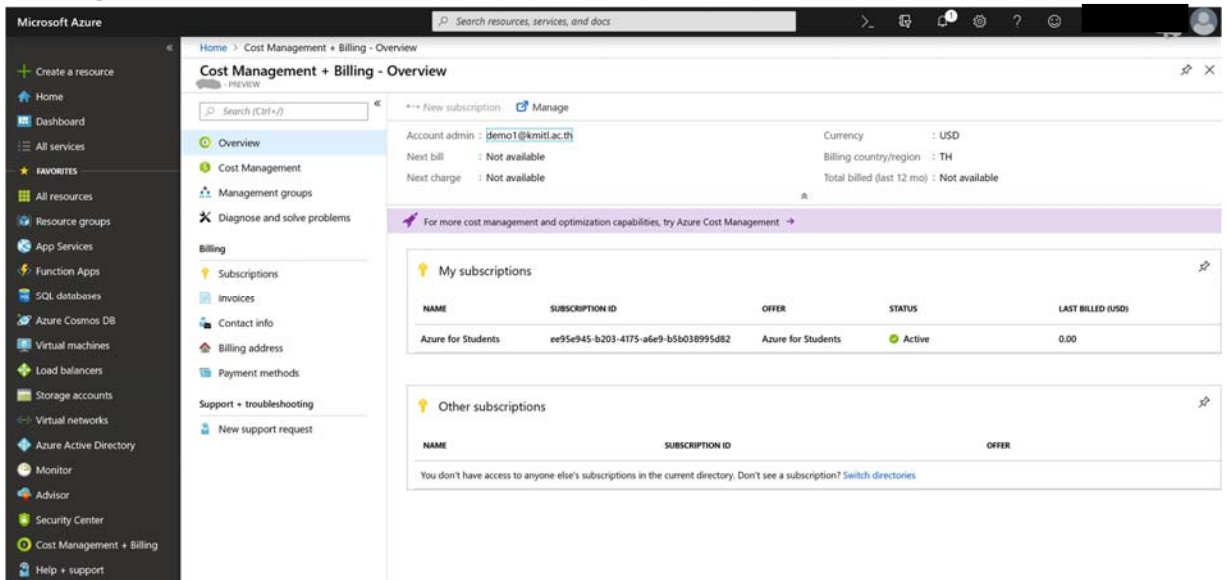 Microsoft Azure
Search resources, services, and docs
1
Create a resource
Home
Dashboard
All services
FAVORITES
All resources
Resource groups
App Services
Function Apps
SQL databases
Azure Cosmos DB
Virtual machines
Load balancers
Storage accounts
Virtual networks
Azure Active Directory
Monitor
Advisor
Security Center
Cost Management + Billing
Help + support
Home > Cost Management + Billing - Overview
Cost Management + Billing - Overview
- PREVIEW
Search (Ctrl+/)
Overview
Cost Management
Management groups
Diagnose and solve problems
Billing
Subscriptions
Invoices
Contact info
Billing address
Payment methods
Support + troubleshooting
New support request
New subscription Manage
Account admin : demo1@kmitl.ac.th
Next bill : Not available
Next charge : Not available
Currency : USD
Billing country/region : TH
Total billed (last 12 mo) : Not available
For more cost management and optimization capabilities, try Azure Cost Management →
My subscriptions
NAME SUBSCRIPTION ID OFFER STATUS LAST BILLED (USD)
Azure for Students ee95e945-b203-4175-a6e9-b5b038995d82 Azure for Students Active 0.00
Other subscriptions
NAME SUBSCRIPTION ID OFFER
You don't have access to anyone else's subscriptions in the current directory. Don't see a subscription? Switch directories